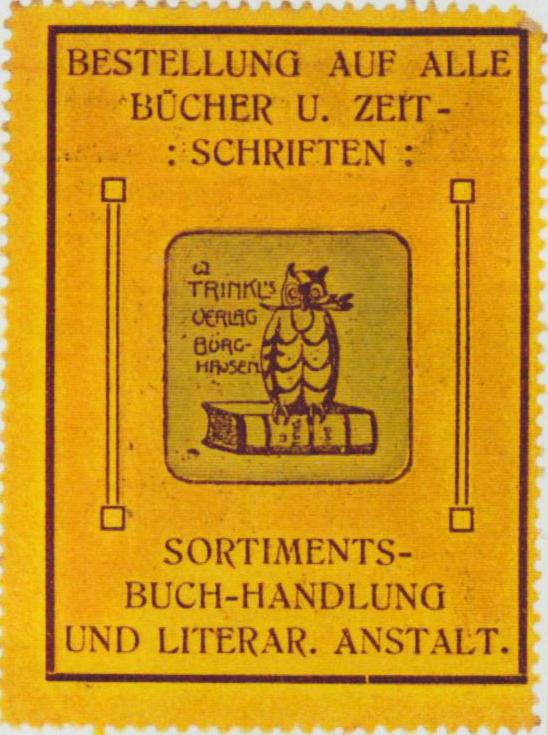 BESTELLUNG AUF ALLE
BÜCHER U. ZEIT-
: SCHRIFTEN :
W
TRINKL'S
VERLAG
BURG-
HAUSEN.
SORTIMENTS-
BUCH-HANDLUNG
UND LITERAR. ANSTALT.